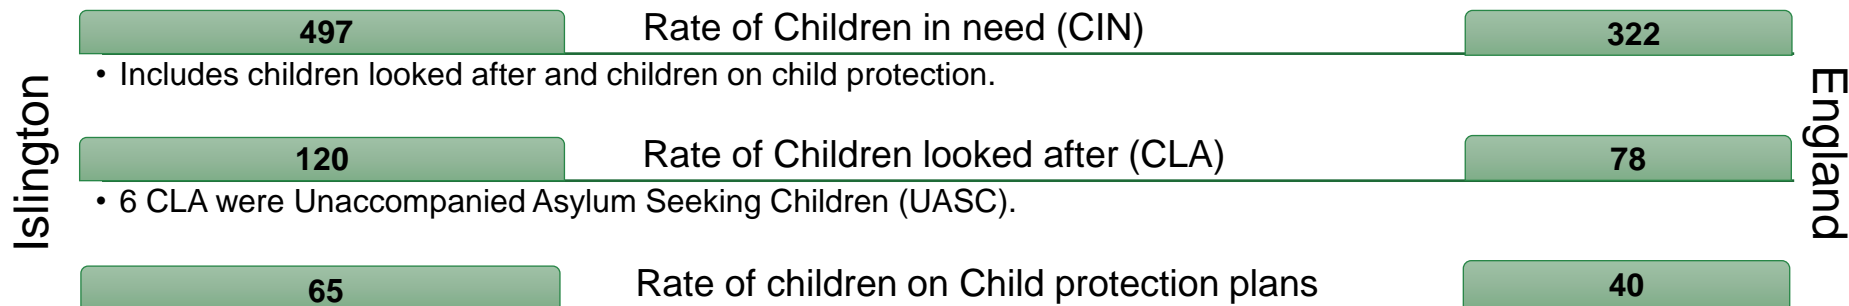 497 Rate of Children in need (CIN) 322
• Includes children looked after and children on child protection.
Islington
England
120 Rate of Children looked after (CLA) 78
• 6 CLA were Unaccompanied Asylum Seeking Children (UASC).
65 Rate of children on Child protection plans 40